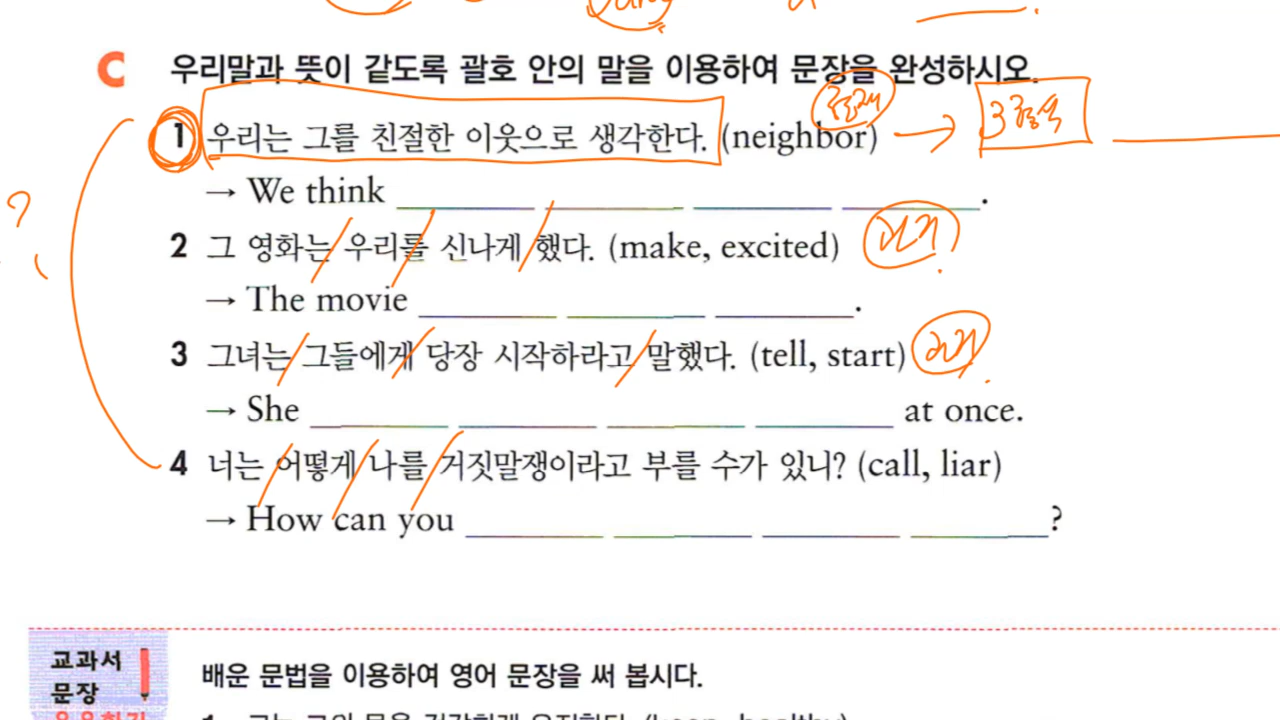 C 우리말과 뜻이 같도록 괄호 안의 말을 이용하여 문장을 완성하시오.
1 우리는 그를 친절한 이웃으로 생각한다. (neighbor)
→ We think ________ ________ ________ ________.
2 그 영화는 우리를 신나게 했다. (make, excited) 과거
→ The movie ________ ________ ________.
3 그녀는 그들에게 당장 시작하라고 말했다. (tell, start) 과거
→ She ________ ________ ________ ________ at once.
4 너는 어떻게 나를 거짓말쟁이라고 부를 수가 있니? (call, liar)
→ How can you ________ ________ ________ ________?
교과서
문장
배운 문법을 이용하여 영어 문장을 써 봅시다.